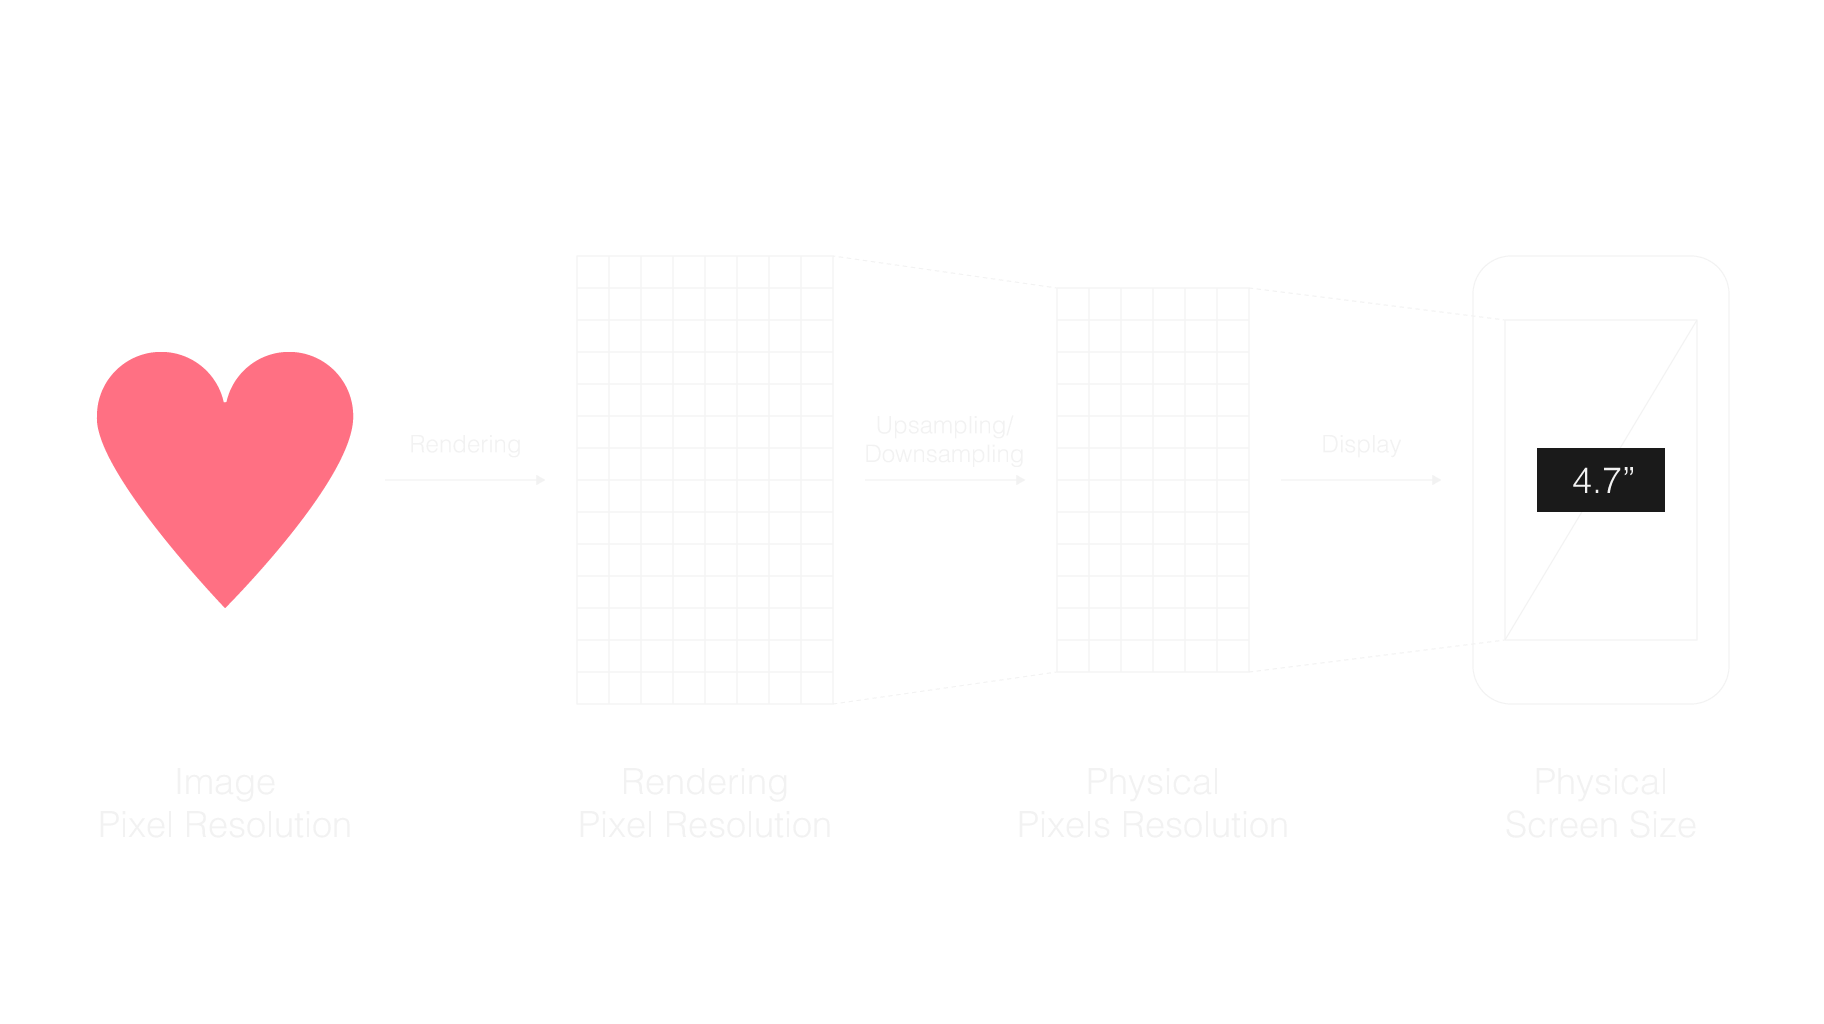 Rendering
Upsampling/
Downsampling
Display
4.7”
Image
Pixel Resolution
Rendering
Pixel Resolution
Physical
Pixels Resolution
Physical
Screen Size